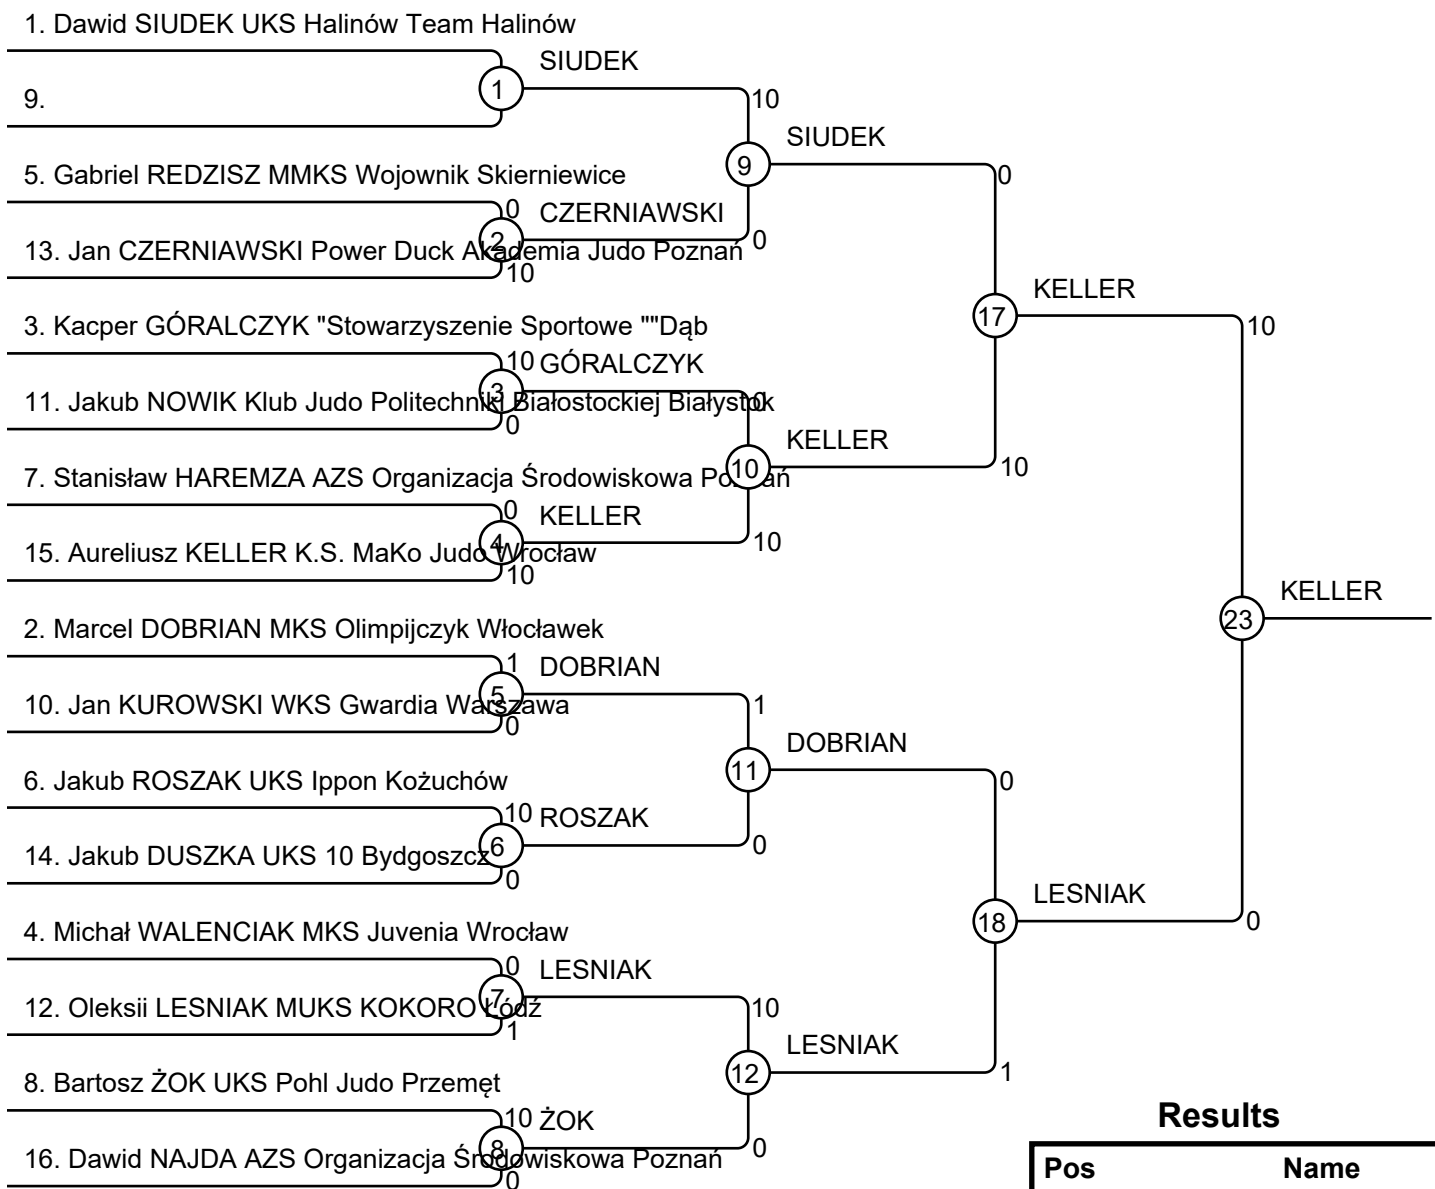 1. Dawid SIUDEK UKS Halinów Team Halinów
SIUDEK
1
9.
10
SIUDEK
9
5. Gabriel REDZISZ MMKS Wojownik Skierniewice
0
0
CZERNIAWSKI
2
0
13. Jan CZERNIAWSKI Power Duck Akademia Judo Poznań
10
KELLER
17
3. Kacper GÓRALCZYK "Stowarzyszenie Sportowe ""Dąb
10
10
GÓRALCZYK
3
0
11. Jakub NOWIK Klub Judo Politechniki Białostockiej Białystok
0
KELLER
10
10
7. Stanisław HAREMZA AZS Organizacja Środowiskowa Poznań
0
KELLER
4
10
15. Aureliusz KELLER K.S. MaKo Judo Wrocław
10
KELLER
23
2. Marcel DOBRIAN MKS Olimpijczyk Włocławek
1
DOBRIAN
5
1
10. Jan KUROWSKI WKS Gwardia Warszawa
0
DOBRIAN
11
6. Jakub ROSZAK UKS Ippon Kożuchów
0
10
ROSZAK
6
0
14. Jakub DUSZKA UKS 10 Bydgoszcz
0
LESNIAK
18
0
4. Michał WALENCIAK MKS Juvenia Wrocław
0
LESNIAK
7
10
12. Oleksii LESNIAK MUKS KOKORO Łódź
1
LESNIAK
12
1
8. Bartosz ŻOK UKS Pohl Judo Przemęt
10
ŻOK
8
0
16. Dawid NAJDA AZS Organizacja Środowiskowa Poznań
0
Results
Pos Name